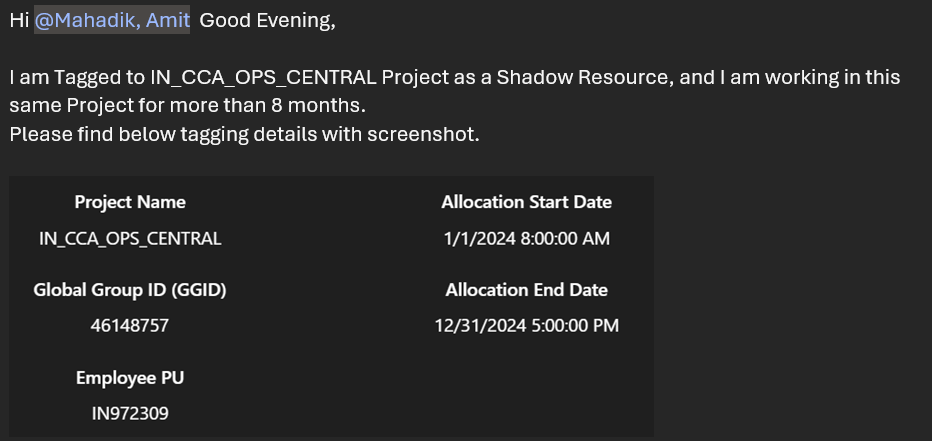 Hi @Mahadik, Amit Good Evening,
I am Tagged to IN_CCA_OPS_CENTRAL Project as a Shadow Resource, and I am working in this
same Project for more than 8 months.
Please find below tagging details with screenshot.
Project Name
IN_CCA_OPS_CENTRAL
Allocation Start Date
1/1/2024 8:00:00 AM
Global Group ID (GGID)
46148757
Allocation End Date
12/31/2024 5:00:00 PM
Employee PU
IN972309